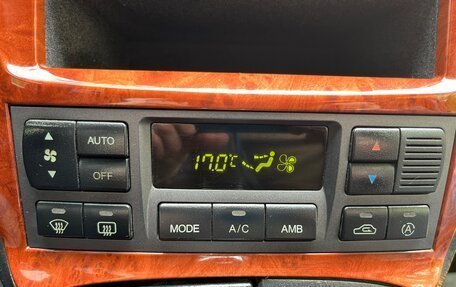 AUTO
OFF
17.0°C
MODE A/C AMB
A